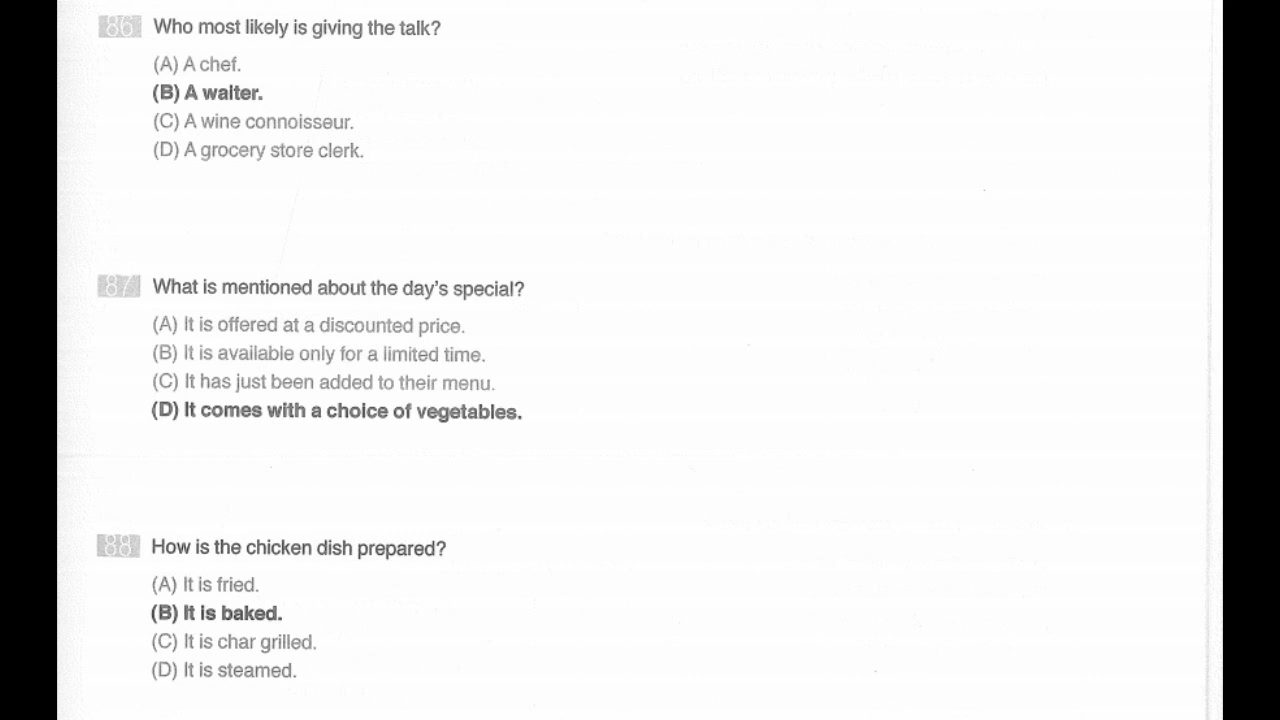 86 Who most likely is giving the talk?
(A) A chef.
(B) A waiter.
(C) A wine connoisseur.
(D) A grocery store clerk.
87 What is mentioned about the day's special?
(A) It is offered at a discounted price.
(B) It is available only for a limited time.
(C) It has just been added to their menu.
(D) It comes with a choice of vegetables.
88 How is the chicken dish prepared?
(A) It is fried.
(B) It is baked.
(C) It is char grilled.
(D) It is steamed.